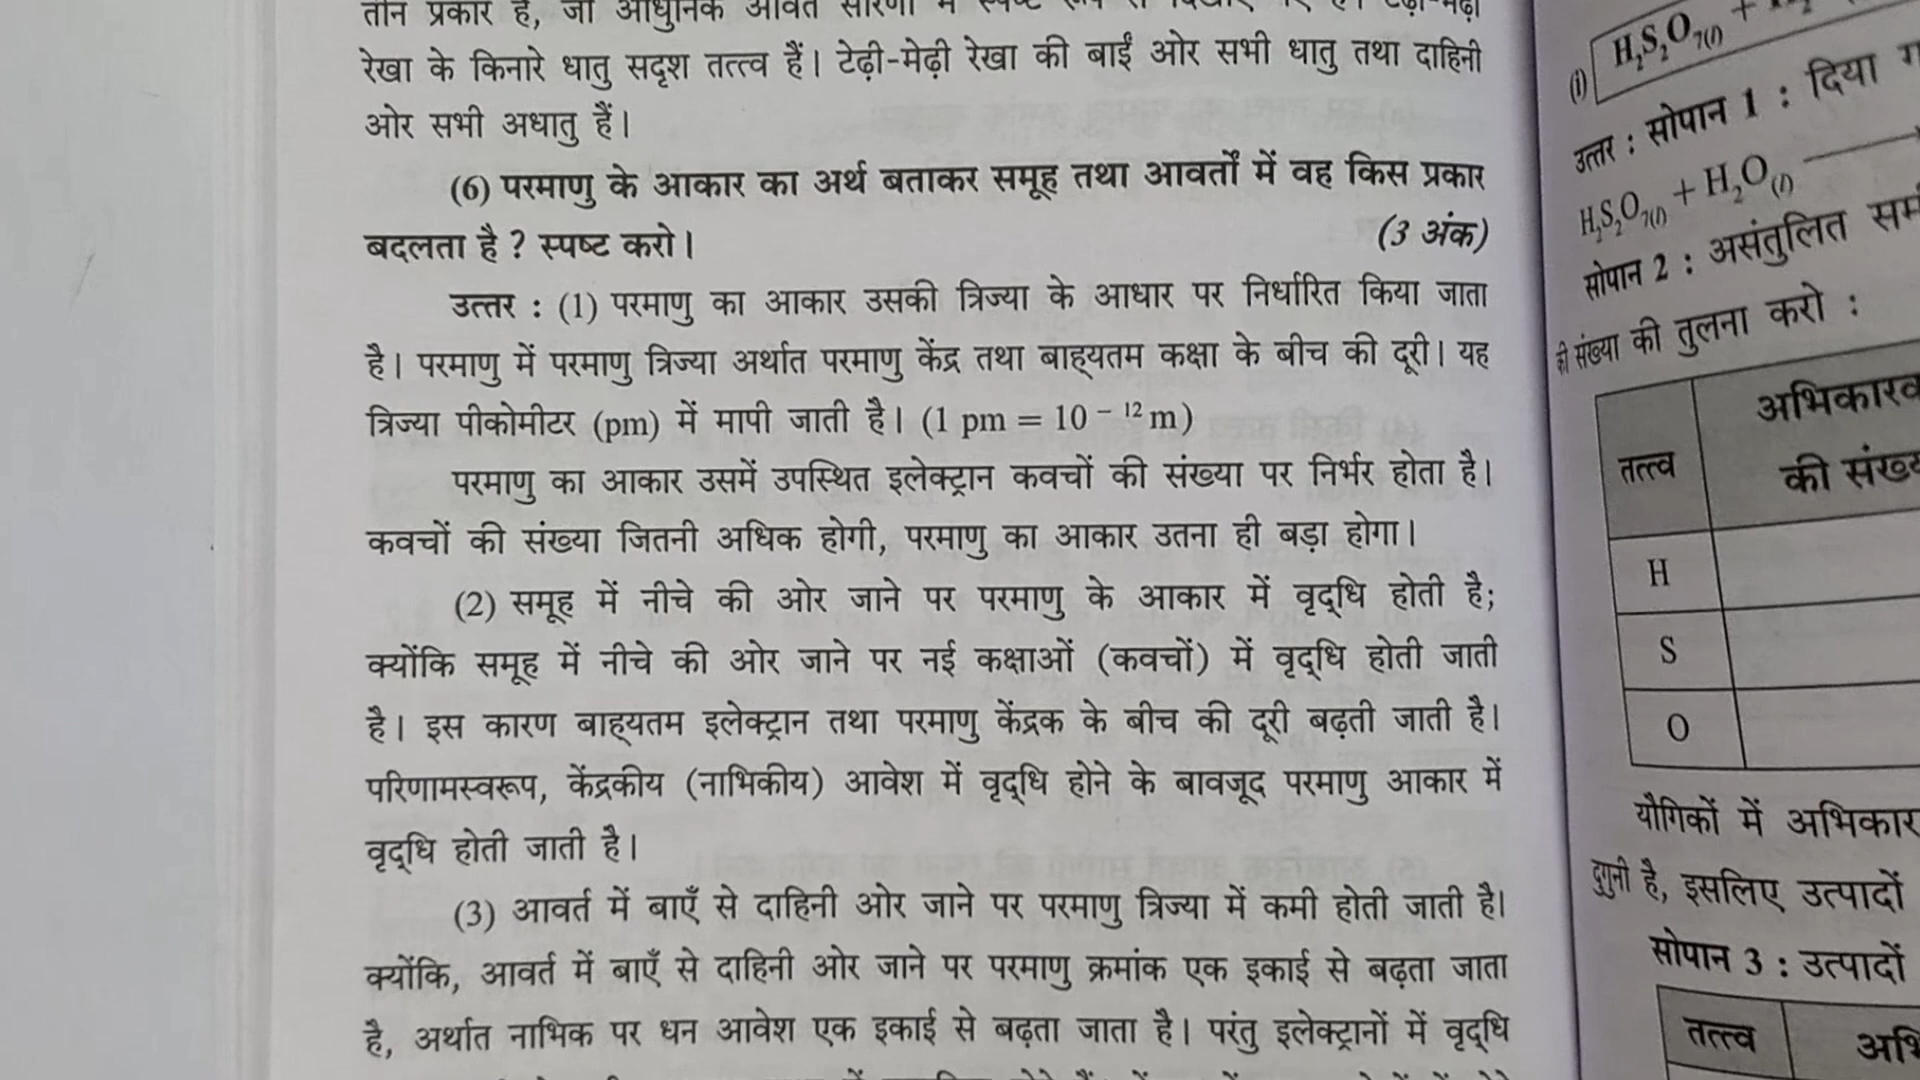 तीन प्रकार हैं, जो आधुनिक आवर्त सारणी में स्पष्ट रूप से दिखाए गए हैं। टेढ़ी-मेढ़ी
रेखा के किनारे धातु सदृश तत्त्व हैं। टेढ़ी-मेढ़ी रेखा की बाईं ओर सभी धातु तथा दाहिनी
ओर सभी अधातु हैं।
(6) परमाणु के आकार का अर्थ बताकर समूह तथा आवर्तों में वह किस प्रकार
बदलता है ? स्पष्ट करो। (3 अंक)
उत्तर : (1) परमाणु का आकार उसकी त्रिज्या के आधार पर निर्धारित किया जाता
है। परमाणु में परमाणु त्रिज्या अर्थात परमाणु केंद्र तथा बाह्यतम कक्षा के बीच की दूरी। यह
त्रिज्या पीकोमीटर (pm) में मापी जाती है। (1 pm = 10⁻¹² m)
परमाणु का आकार उसमें उपस्थित इलेक्ट्रान कवचों की संख्या पर निर्भर होता है।
कवचों की संख्या जितनी अधिक होगी, परमाणु का आकार उतना ही बड़ा होगा।
(2) समूह में नीचे की ओर जाने पर परमाणु के आकार में वृद्धि होती है;
क्योंकि समूह में नीचे की ओर जाने पर नई कक्षाओं (कवचों) में वृद्धि होती जाती
है। इस कारण बाह्यतम इलेक्ट्रान तथा परमाणु केंद्रक के बीच की दूरी बढ़ती जाती है।
परिणामस्वरूप, केंद्रकीय (नाभिकीय) आवेश में वृद्धि होने के बावजूद परमाणु आकार में
वृद्धि होती जाती है।
(3) आवर्त में बाएँ से दाहिनी ओर जाने पर परमाणु त्रिज्या में कमी होती जाती है।
क्योंकि, आवर्त में बाएँ से दाहिनी ओर जाने पर परमाणु क्रमांक एक इकाई से बढ़ता जाता
है, अर्थात नाभिक पर धन आवेश एक इकाई से बढ़ता जाता है। परंतु इलेक्ट्रानों में वृद्धि
(i) H₂S₂O₇(l) +
उत्तर : सोपान 1 : दिया
H₂S₂O₇(l) + H₂O(l)
सोपान 2 : असंतुलित
की संख्या की तुलना करो :
तत्त्व
की
H
S
O
यौगिकों में
दुगुनी है, इसलिए उत्पादों
सोपान 3 : उत्पादों
तत्त्व